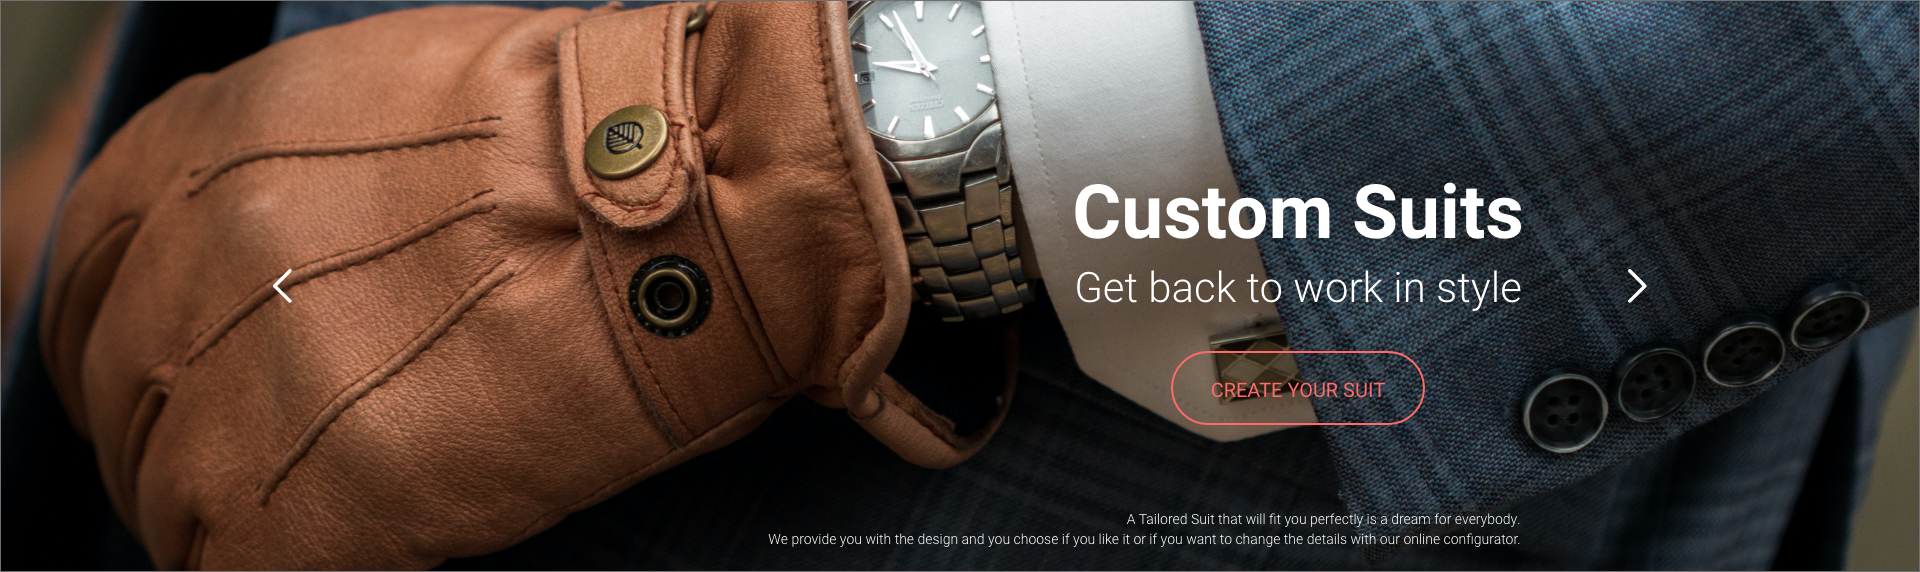 Custom Suits
Get back to work in style
CREATE YOUR SUIT
A Tailored Suit that will fit you perfectly is a dream for everybody.
We provide you with the design and you choose if you like it or if you want to change the details with our online configurator.